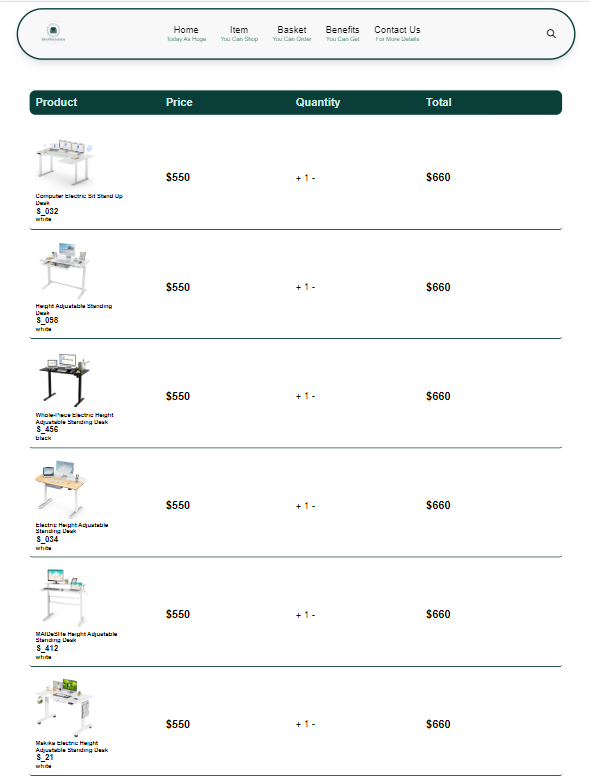 Home
Today As Huge
Item
You Can Shop
Basket
You Can Order
Benefits
You Can Get
Contact Us
For More Details
Product Price Quantity Total
Computer Electric Sit Stand Up
Desk
S_032
white
$550 + 1 - $660
Height Adjustable Standing
Desk
S_098
white
$550 + 1 - $660
Whole-Piece Electric Height
Adjustable Standing Desk
S_456
black
$550 + 1 - $660
Electric Height Adjustable
Standing Desk
S_034
white
$550 + 1 - $660
MAIDeSITe Height Adjustable
Standing Desk
S_412
white
$550 + 1 - $660
Makika Electric Height
Adjustable Standing Desk
S_21
white
$550 + 1 - $660